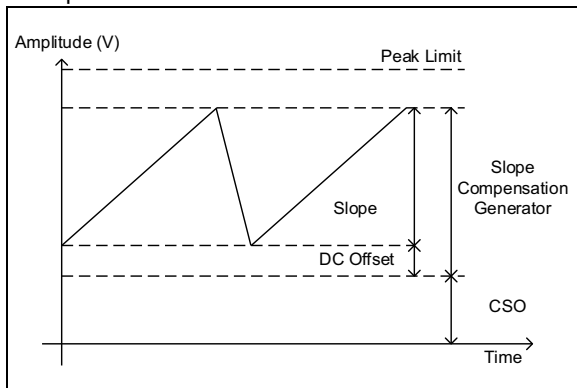 Amplitude (V)
Peak Limit
Slope
Slope
Compensation
Generator
DC Offset
CSO
Time